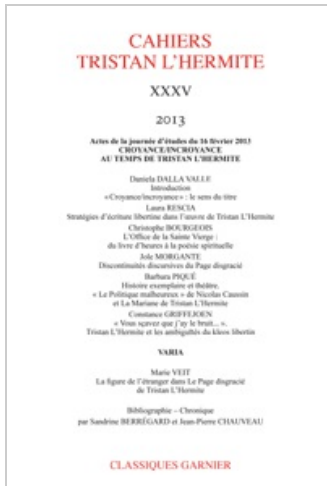 CAHIERS
TRISTAN L'HERMITE
XXXV
2013
Actes de la journée d'études du 16 février 2013
CROYANCE/INCROYANCE
AU TEMPS DE TRISTAN L'HERMITE
Daniela DALLA VALLE
Introduction
« Croyance/incroyance » : le sens du titre
Laura RESCIA
Stratégies d'écriture libertine dans l'œuvre de Tristan L'Hermite
Christophe BOURGEOIS
L'Office de la Sainte Vierge :
du livre d'heures à la poésie spirituelle
Jole MORGANTE
Discontinuités discursives du Page disgracié
Barbara PIQUÉ
Histoire exemplaire et théâtre.
« Le Politique malheureux » de Nicolas Caussin
et La Mariane de Tristan L'Hermite
Constance GRIFFEJOEN
« Vous sçavez que j'ay le bruit... ».
Tristan L'Hermite et les ambiguïtés du kleos libertin
VARIA
Marie VEIT
La figure de l'étranger dans Le Page disgracié
de Tristan L'Hermite
Bibliographie – Chronique
par Sandrine BERRÉGARD et Jean-Pierre CHAUVEAU
CLASSIQUES GARNIER